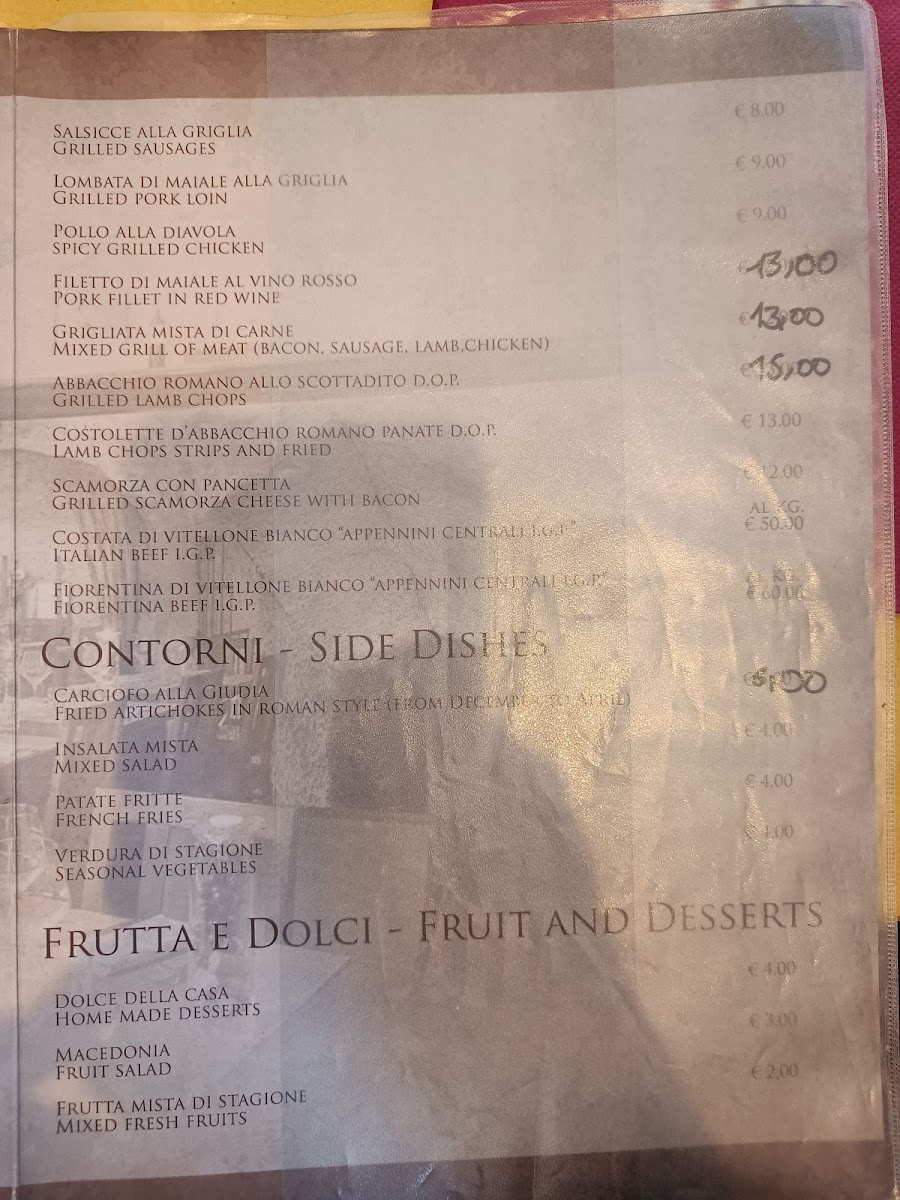 € 8.00
SALSICCE ALLA GRIGLIA
GRILLED SAUSAGES
€ 9.00
LOMBATA DI MAIALE ALLA GRIGLIA
GRILLED PORK LOIN
€ 9.00
POLLO ALLA DIAVOLA
SPICY GRILLED CHICKEN
€ 13,00
FILETTO DI MAIALE AL VINO ROSSO
PORK FILLET IN RED WINE
€ 13,00
GRIGLIATA MISTA DI CARNE
MIXED GRILL OF MEAT (BACON, SAUSAGE, LAMB,CHICKEN)
€ 15,00
ABBACCHIO ROMANO ALLO SCOTTADITO D.O.P.
GRILLED LAMB CHOPS
€ 13.00
COSTOLETTE D'ABBACCHIO ROMANO PANATE D.O.P.
LAMB CHOPS STRIPS AND FRIED
€ 12.00
SCAMORZA CON PANCETTA
GRILLED SCAMORZA CHEESE WITH BACON
AL KG.
€ 50.00
COSTATA DI VITELLONE BIANCO "APPENNINI CENTRALI I.G.P."
ITALIAN BEEF I.G.P.
AL KG.
€ 60.00
FIORENTINA DI VITELLONE BIANCO "APPENNINI CENTRALI I.G.P."
FIORENTINA BEEF I.G.P.
CONTORNI - SIDE DISHES
CARCIOFO ALLA GIUDIA
FRIED ARTICHOKES IN ROMAN STYLE (FROM DECEMBER TO APRIL)
€ 4.00
INSALATA MISTA
MIXED SALAD
€ 4,00
PATATE FRITTE
FRENCH FRIES
€ 4.00
VERDURA DI STAGIONE
SEASONAL VEGETABLES
FRUTTA E DOLCI - FRUIT AND DESSERTS
€ 4.00
DOLCE DELLA CASA
HOME MADE DESSERTS
€ 3.00
MACEDONIA
FRUIT SALAD
€ 2,00
FRUTTA MISTA DI STAGIONE
MIXED FRESH FRUITS